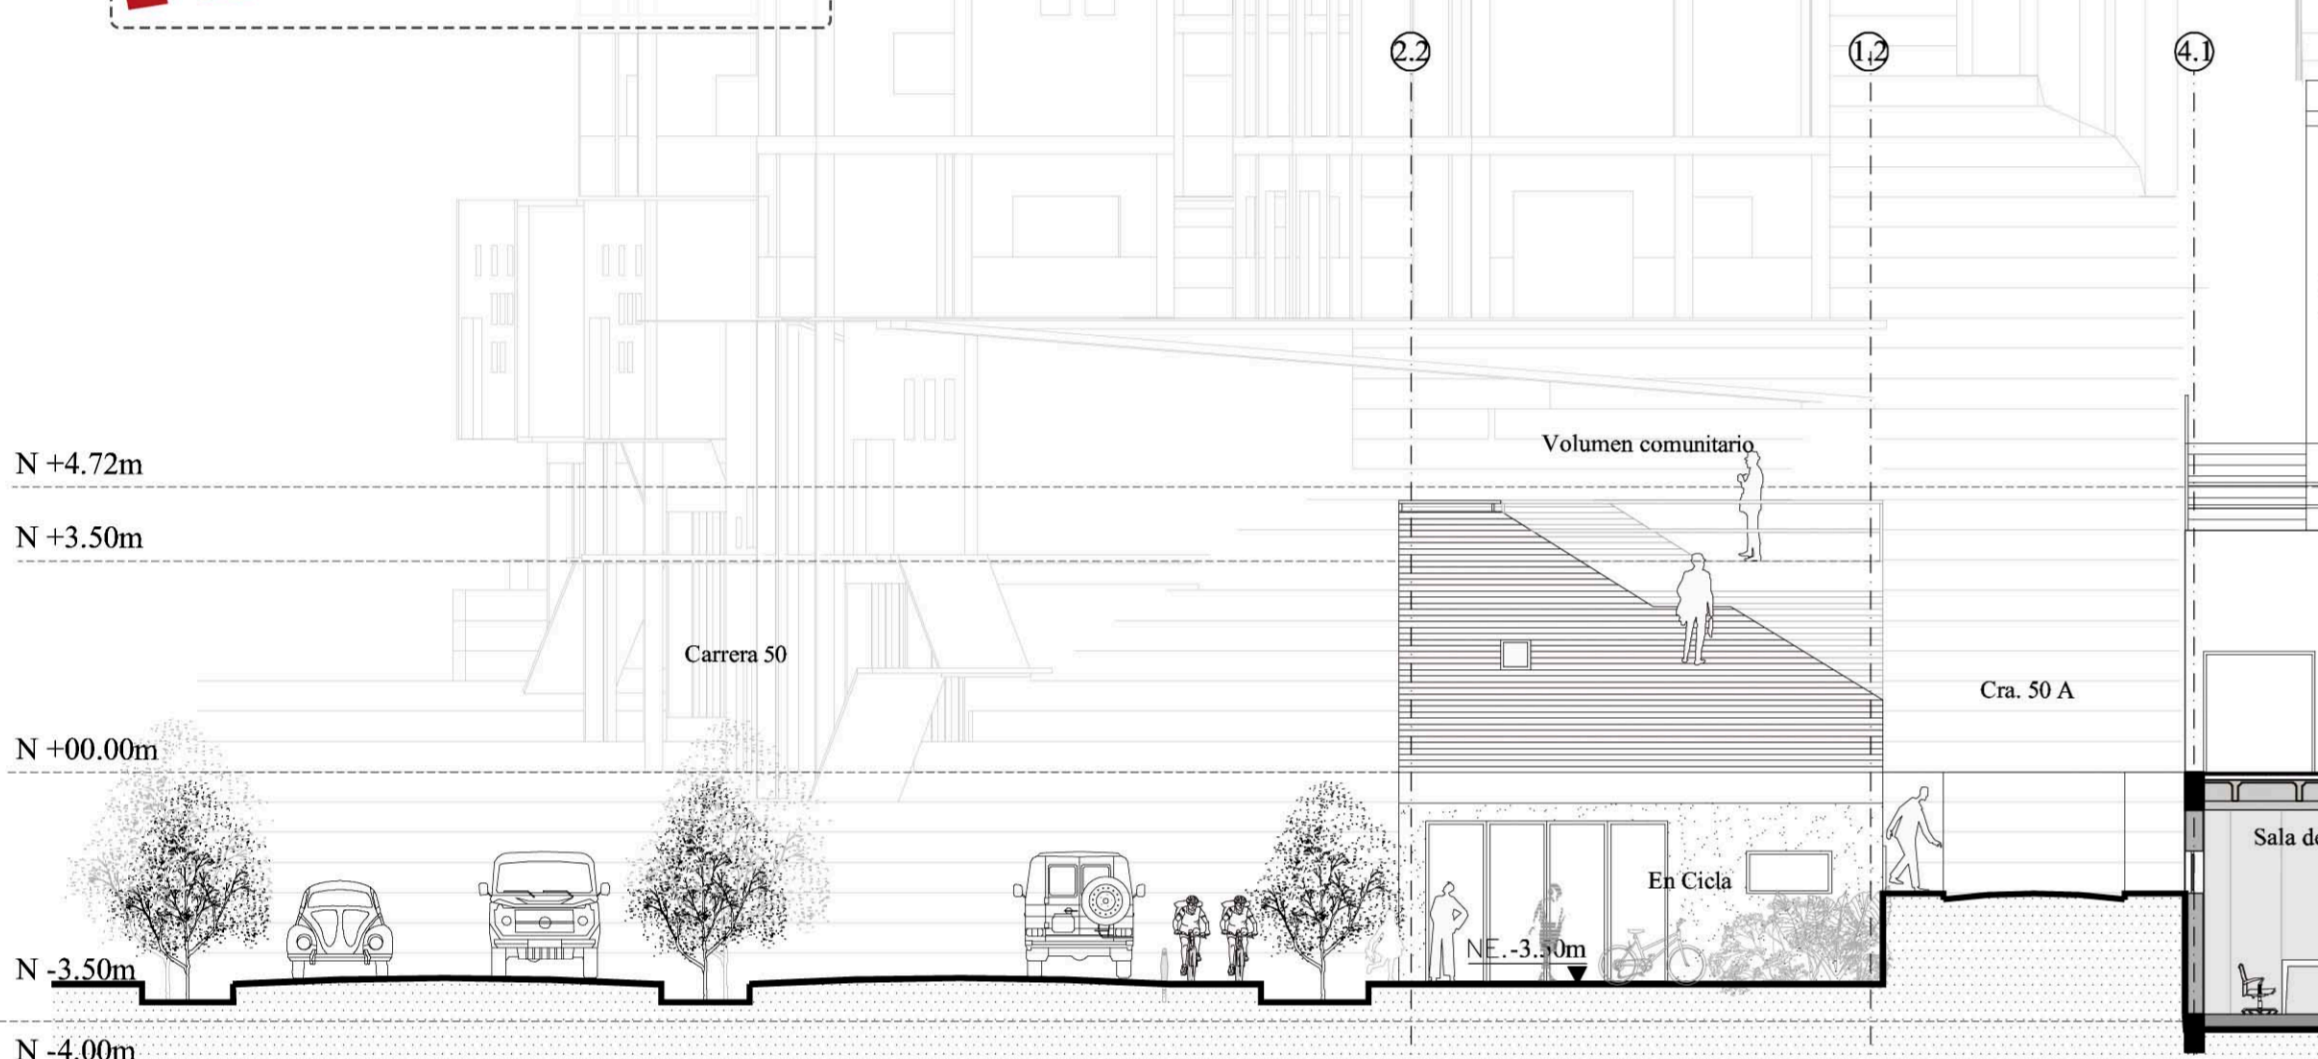 2.2
1.2
4.1
Volumen comunitario
N +4.72m
N +3.50m
Carrera 50
Cra. 50 A
N +00.00m
Sala de
En Cicla
NE.-3.50m
N -3.50m
N -4.00m